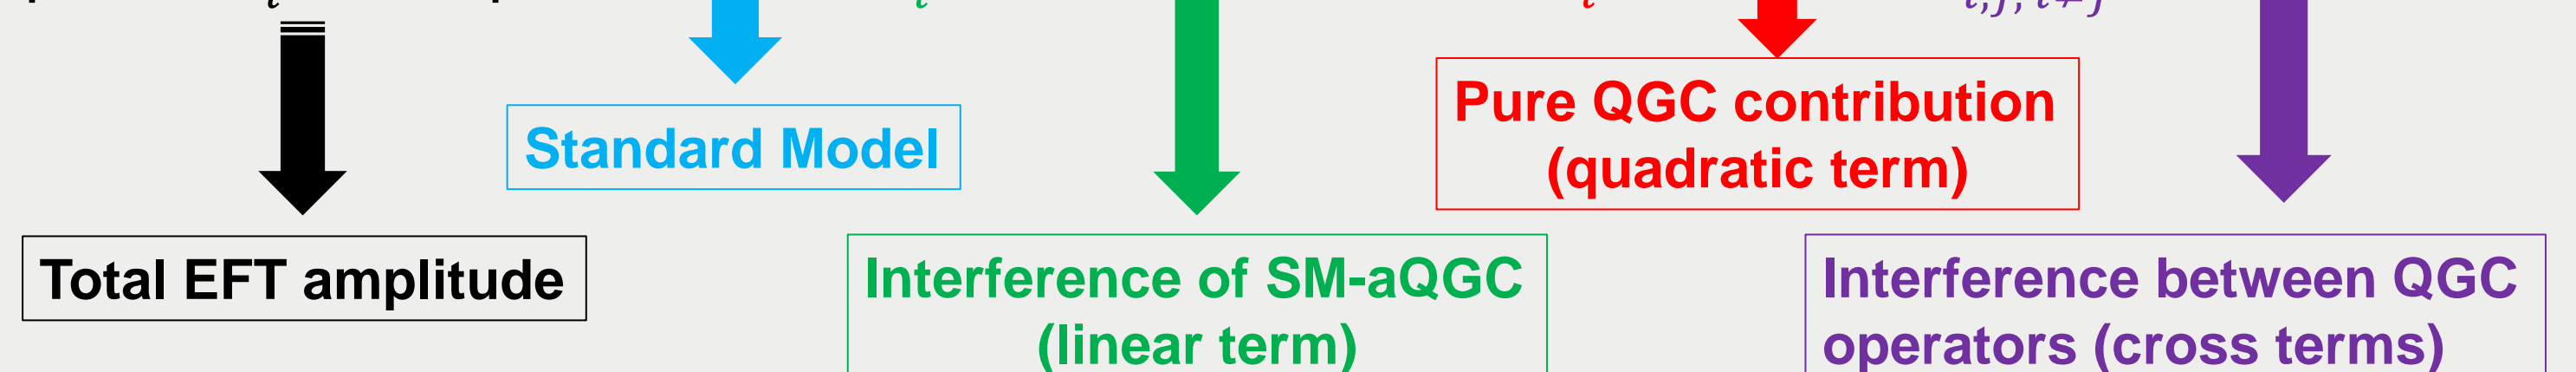 i i i i,j, i≠j
Standard Model
Pure QGC contribution
(quadratic term)
Total EFT amplitude
Interference of SM-aQGC
(linear term)
Interference between QGC
operators (cross terms)